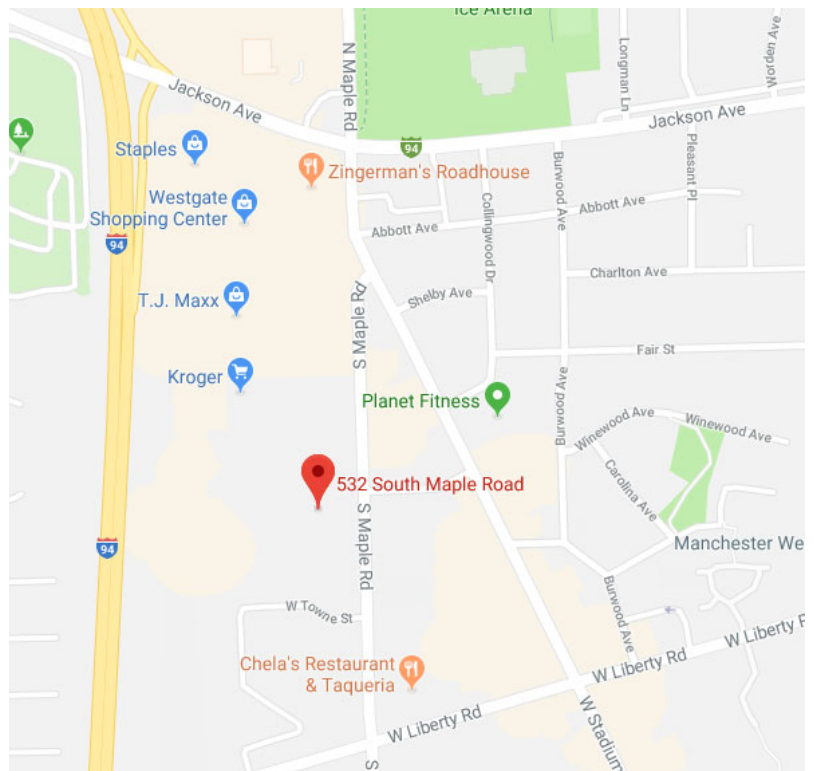 Ice Arena
N Maple Rd
Longman Ln
Worden Ave
Jackson Ave
Jackson Ave
94
Staples
Zingerman's Roadhouse
Burwood Ave
Pleasant Pl
Westgate
Shopping Center
Collingwood Dr
Abbott Ave
Abbott Ave
94
Charlton Ave
T.J. Maxx
S Maple Rd
Shelby Ave
Fair St
Kroger
Planet Fitness
Burwood Ave
Winewood Ave
Winewood Ave
Carolina Ave
532 South Maple Road
S Maple Rd
94
Manchester We
W Towne St
Burwood Ave
W Liberty R
Chela's Restaurant
& Taqueria
W Liberty Rd
W Liberty Rd
W Stadium
S